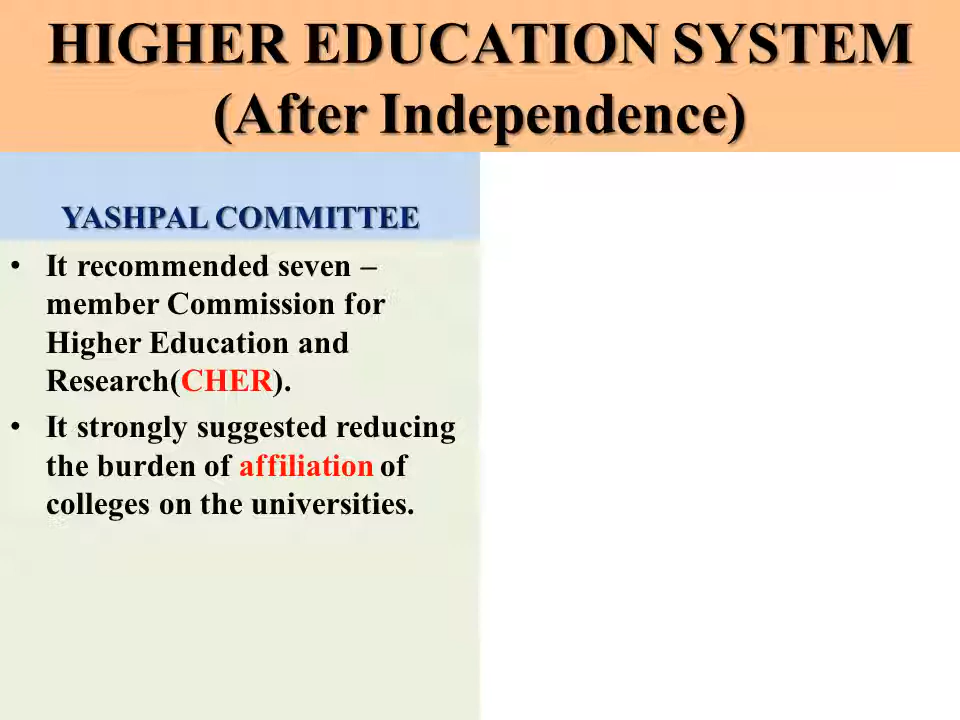 HIGHER EDUCATION SYSTEM
(After Independence)
YASHPAL COMMITTEE
• It recommended seven –
member Commission for
Higher Education and
Research(CHER).
• It strongly suggested reducing
the burden of affiliation of
colleges on the universities.